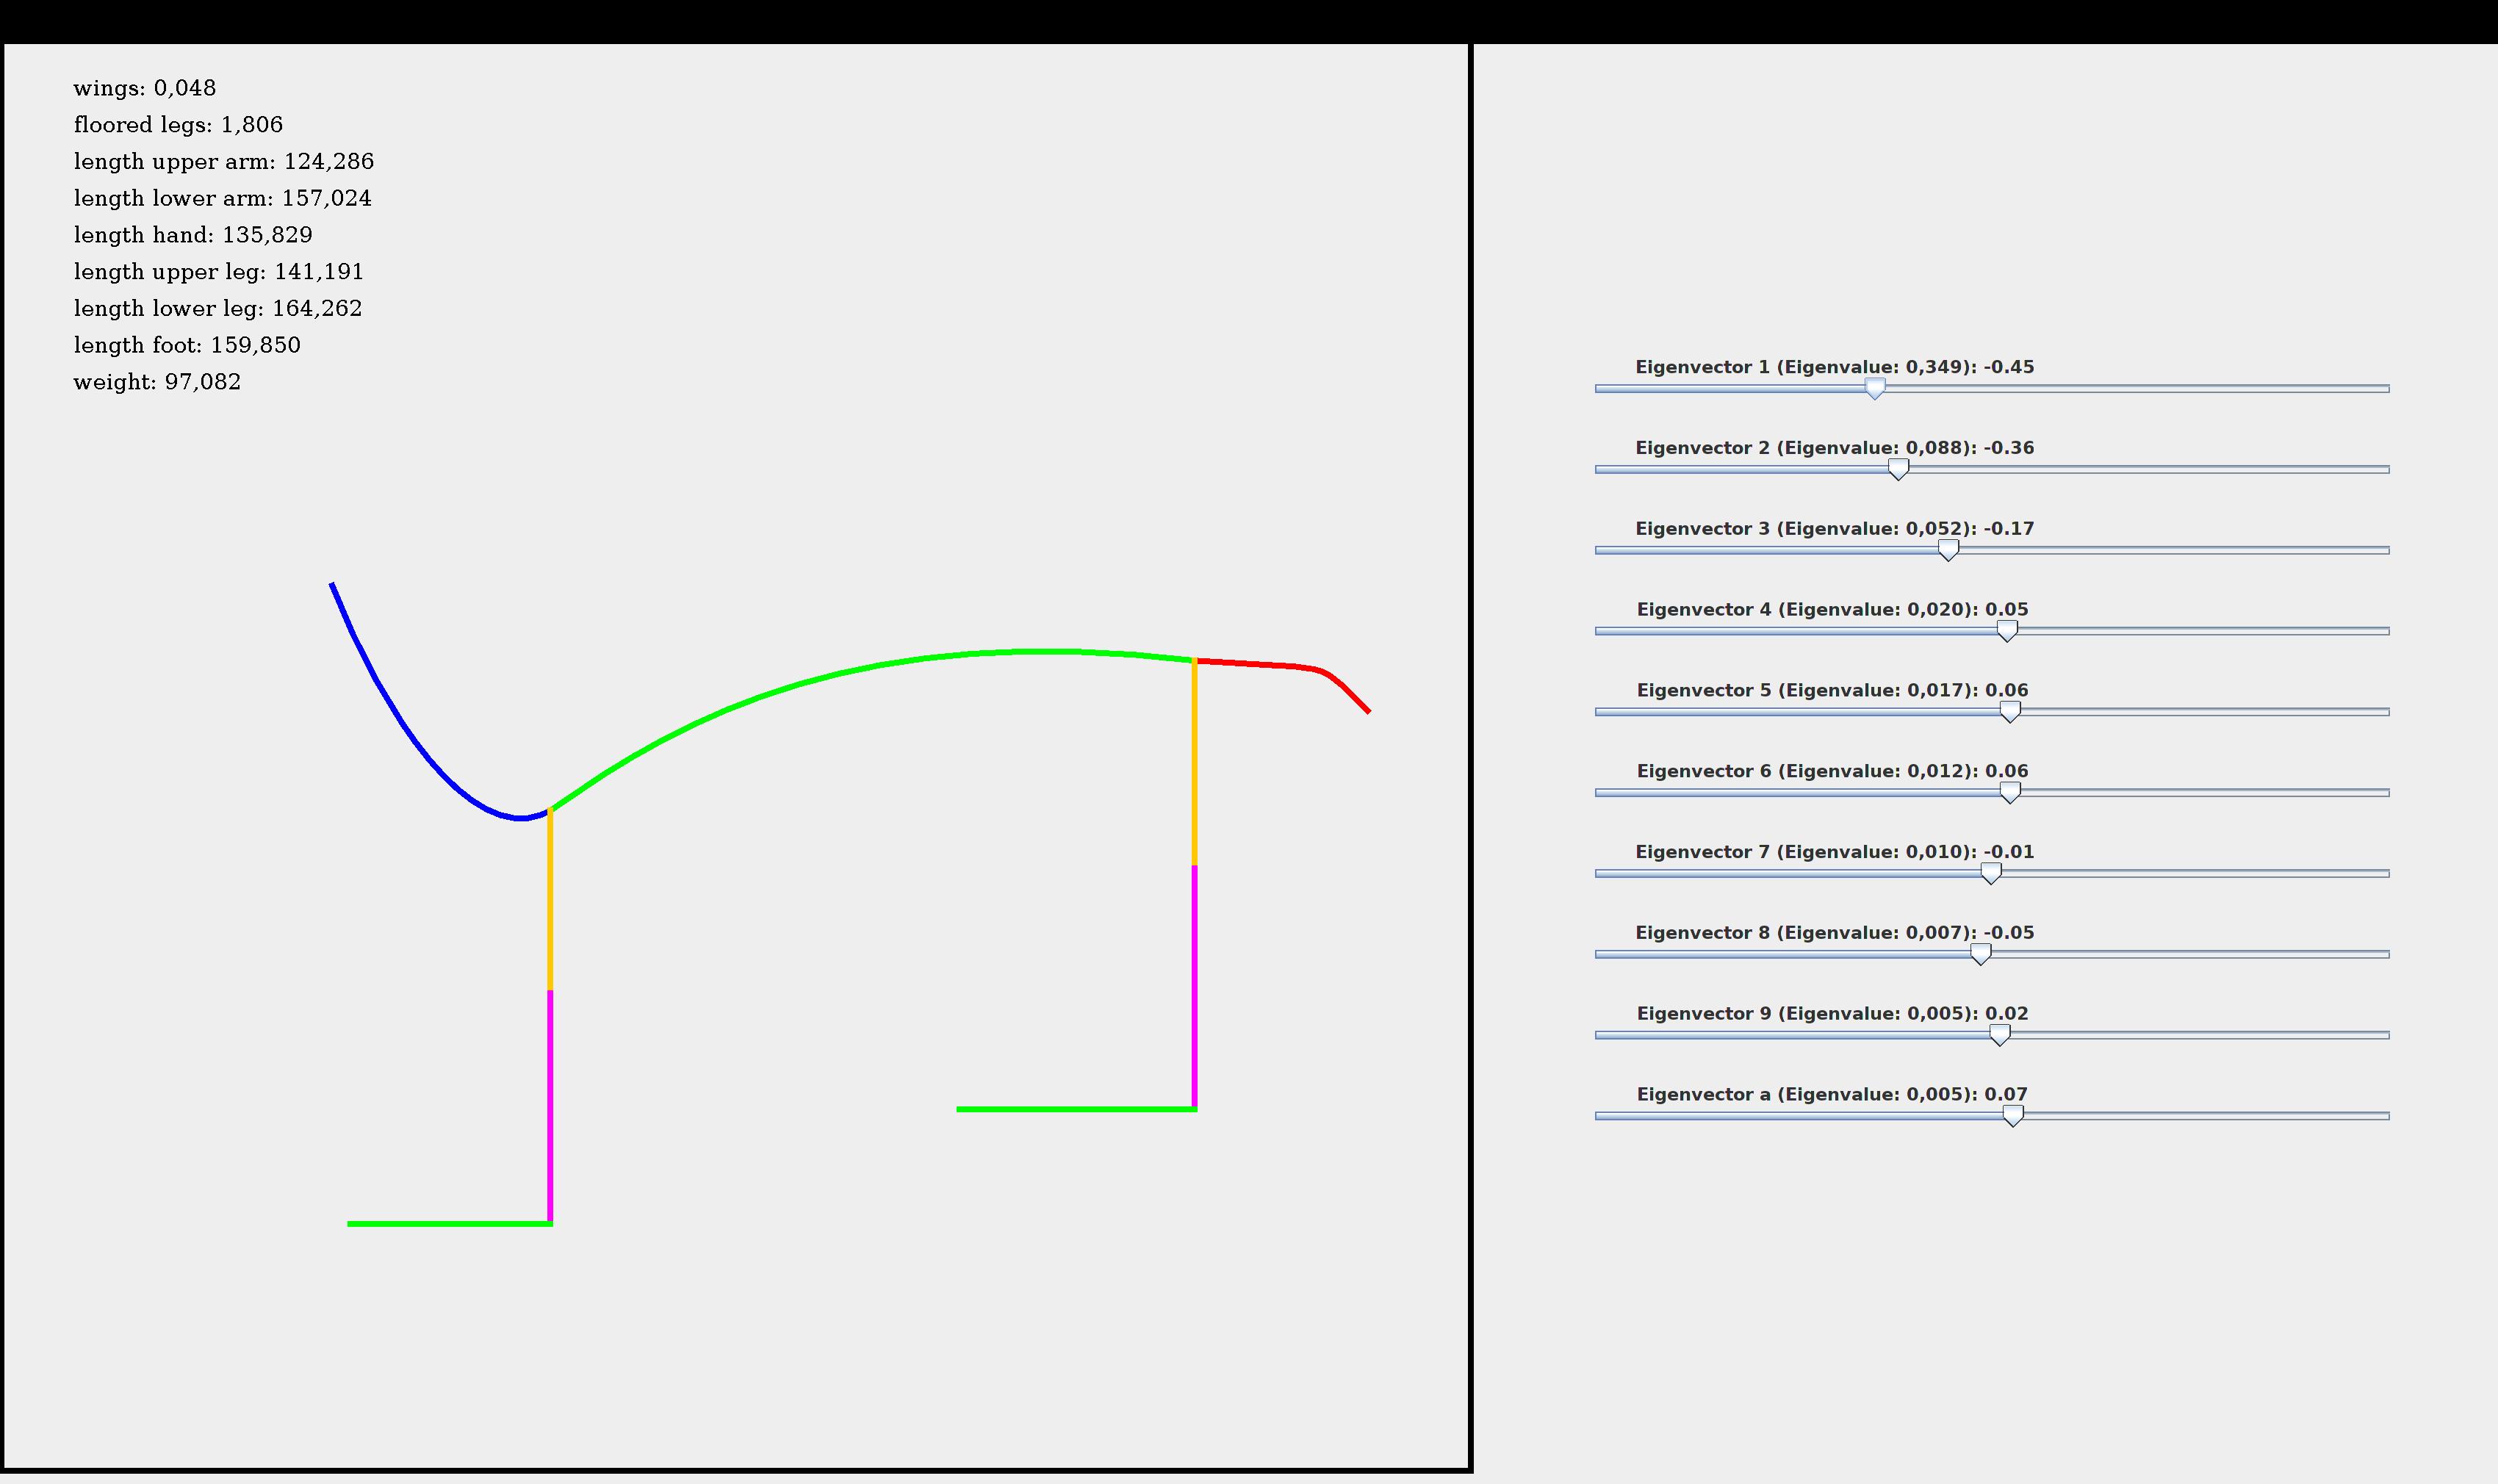 wings: 0,048
floored legs: 1,806
length upper arm: 124,286
length lower arm: 157,024
length hand: 135,829
length upper leg: 141,191
length lower leg: 164,262
length foot: 159,850
weight: 97,082
Eigenvector 1 (Eigenvalue: 0,349): -0.45
Eigenvector 2 (Eigenvalue: 0,088): -0.36
Eigenvector 3 (Eigenvalue: 0,052): -0.17
Eigenvector 4 (Eigenvalue: 0,020): 0.05
Eigenvector 5 (Eigenvalue: 0,017): 0.06
Eigenvector 6 (Eigenvalue: 0,012): 0.06
Eigenvector 7 (Eigenvalue: 0,010): -0.01
Eigenvector 8 (Eigenvalue: 0,007): -0.05
Eigenvector 9 (Eigenvalue: 0,005): 0.02
Eigenvector a (Eigenvalue: 0,005): 0.07